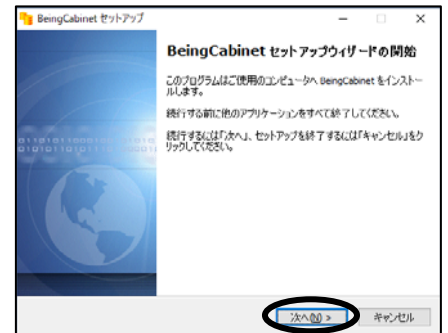 BeingCabinet セットアップ
BeingCabinet セットアップウィザードの開始
このプログラムはご使用のコンピュータへ BeingCabinet をインストー
ルします。
続行する前に他のアプリケーションをすべて終了してください。
続行するには「次へ」、セットアップを終了するには「キャンセル」をク
リックしてください。
次へ(N) >
キャンセル